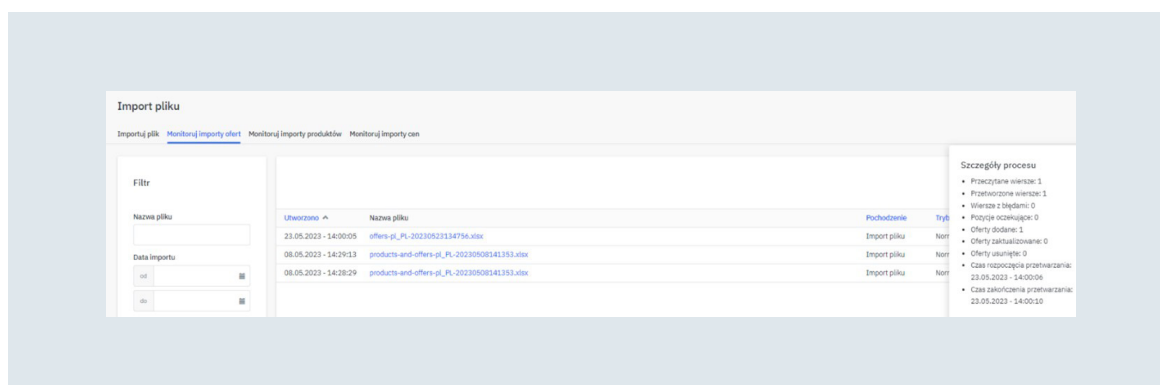 Import pliku
Importuj plik Monitoruj importy ofert Monitoruj importy produktów Monitoruj importy cen
Filtr
Nazwa pliku
Data importu
od
do
Utworzono Nazwa pliku Pochodzenie Tryb
23.05.2023 - 14:00:05 offers-pl_PL-20230523134756.xlsx Import pliku Norm
08.05.2023 - 14:29:13 products-and-offers-pl_PL-20230508141353.xlsx Import pliku Norm
08.05.2023 - 14:28:29 products-and-offers-pl_PL-20230508141353.xlsx Import pliku Norm
Szczegóły procesu
• Przeczytane wiersze: 1
• Przetworzone wiersze: 1
• Wiersze z błędami: 0
• Pozycje oczekujące: 0
• Oferty dodane: 1
• Oferty zaktualizowane: 0
• Oferty usunięte: 0
• Czas rozpoczęcia przetwarzania:
23.05.2023 - 14:00:06
• Czas zakończenia przetwarzania:
23.05.2023 - 14:00:10